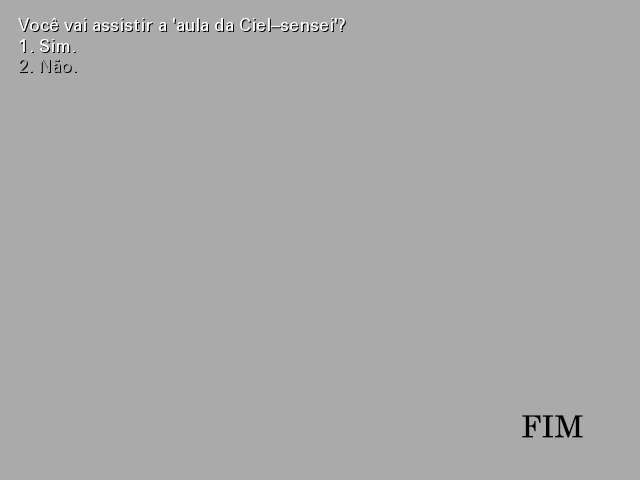 Você vai assistir a 'aula da Ciel-sensei'?
1. Sim.
2. Não.
FIM